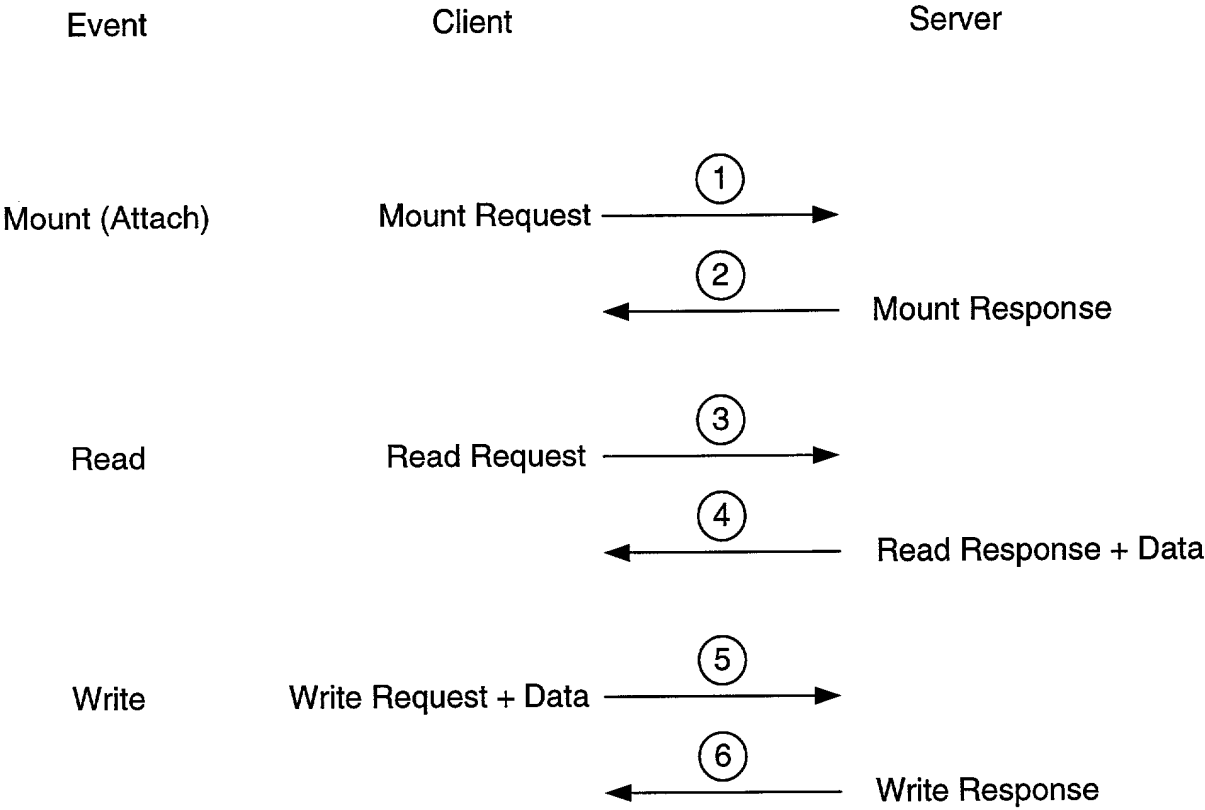 Event Client Server
1
Mount (Attach) Mount Request
2
Mount Response
3
Read Read Request
4
Read Response + Data
5
Write Write Request + Data
6
Write Response